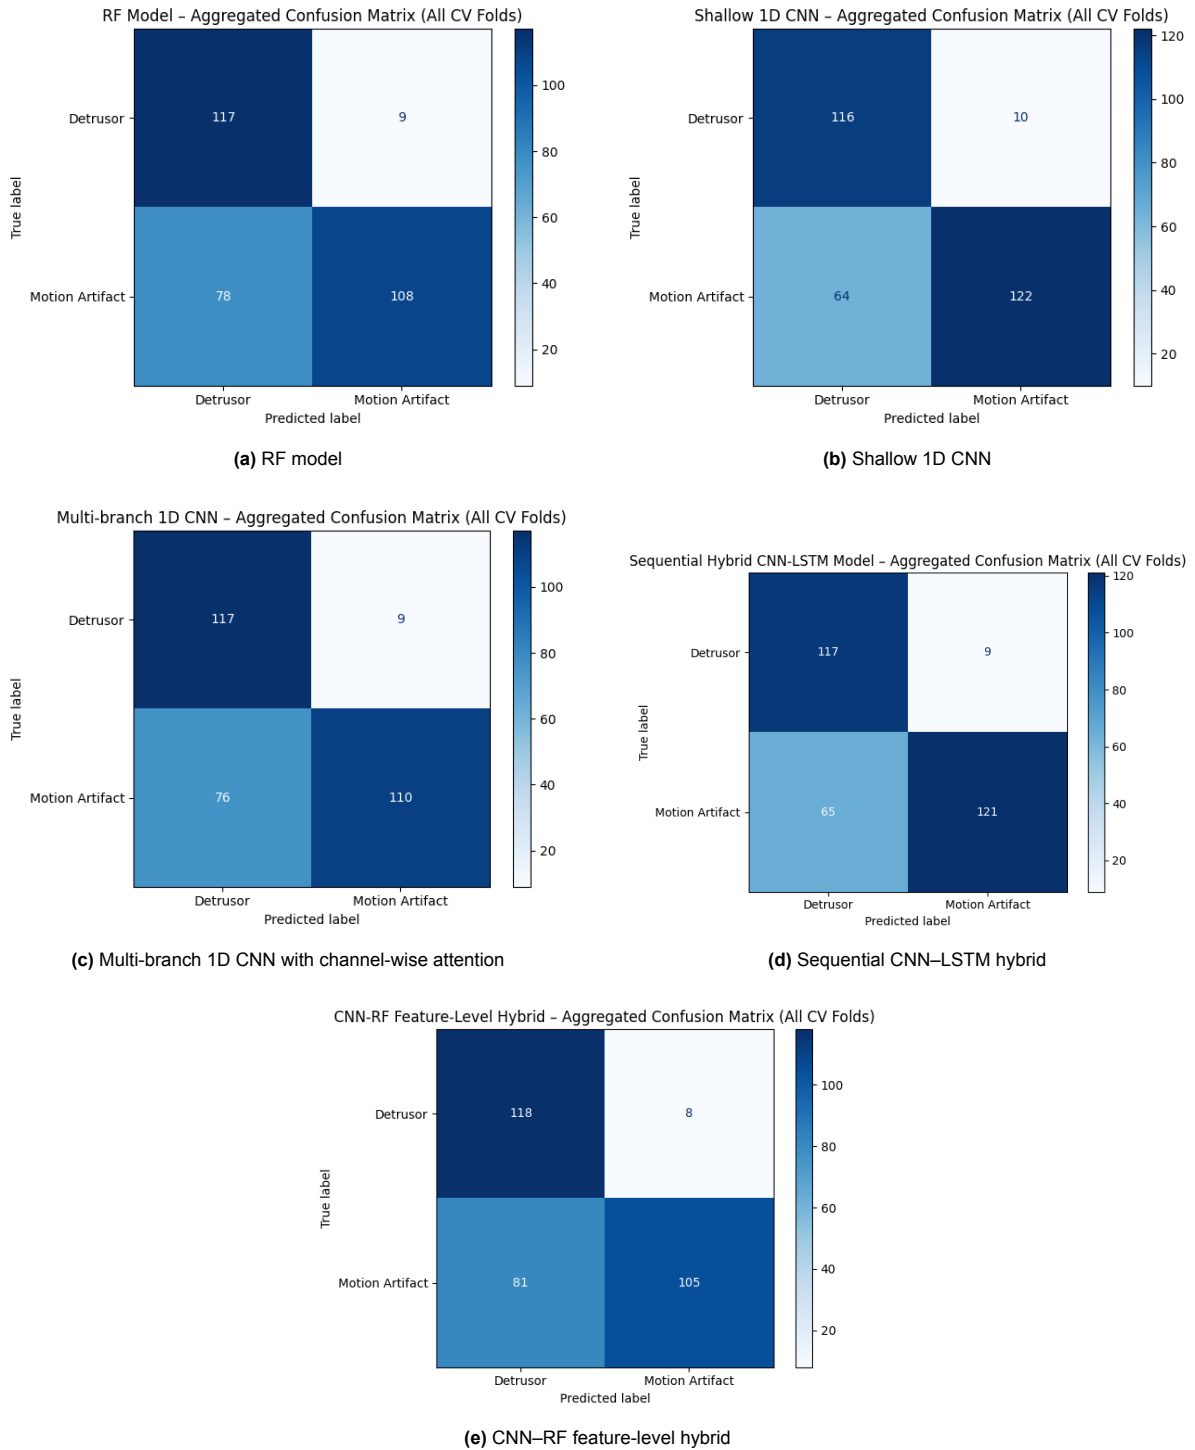 RF Model – Aggregated Confusion Matrix (All CV Folds)
Detrusor
117
9
Motion Artifact
78
108
True label
Detrusor
Motion Artifact
Predicted label
100
80
60
40
20
(a) RF model
Shallow 1D CNN – Aggregated Confusion Matrix (All CV Folds)
Detrusor
116
10
Motion Artifact
64
122
True label
Detrusor
Motion Artifact
Predicted label
120
100
80
60
40
20
(b) Shallow 1D CNN
Multi-branch 1D CNN – Aggregated Confusion Matrix (All CV Folds)
Detrusor
117
9
Motion Artifact
76
110
True label
Detrusor
Motion Artifact
Predicted label
100
80
60
40
20
(c) Multi-branch 1D CNN with channel-wise attention
Sequential Hybrid CNN-LSTM Model – Aggregated Confusion Matrix (All CV Folds)
Detrusor
117
9
Motion Artifact
65
121
True label
Detrusor
Motion Artifact
Predicted label
120
100
80
60
40
20
(d) Sequential CNN–LSTM hybrid
CNN-RF Feature-Level Hybrid – Aggregated Confusion Matrix (All CV Folds)
Detrusor
118
8
Motion Artifact
81
105
True label
Detrusor
Motion Artifact
Predicted label
100
80
60
40
20
(e) CNN–RF feature-level hybrid